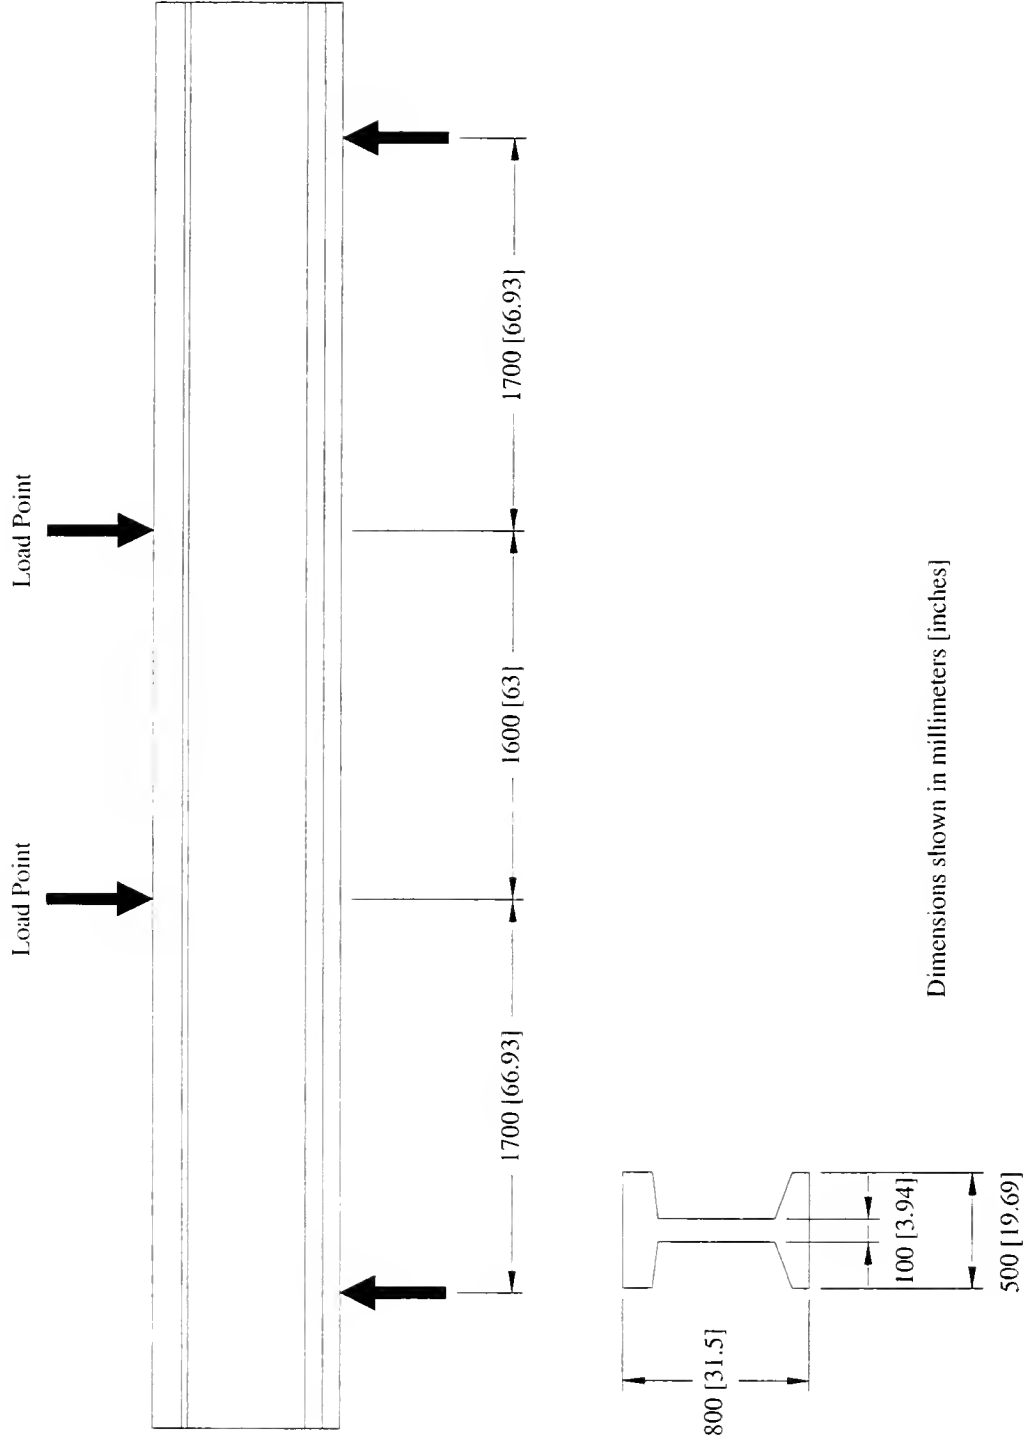 Load Point
Load Point
1700 [66.93]
1600 [63]
1700 [66.93]
800 [31.5]
100 [3.94]
500 [19.69]
Dimensions shown in millimeters [inches]